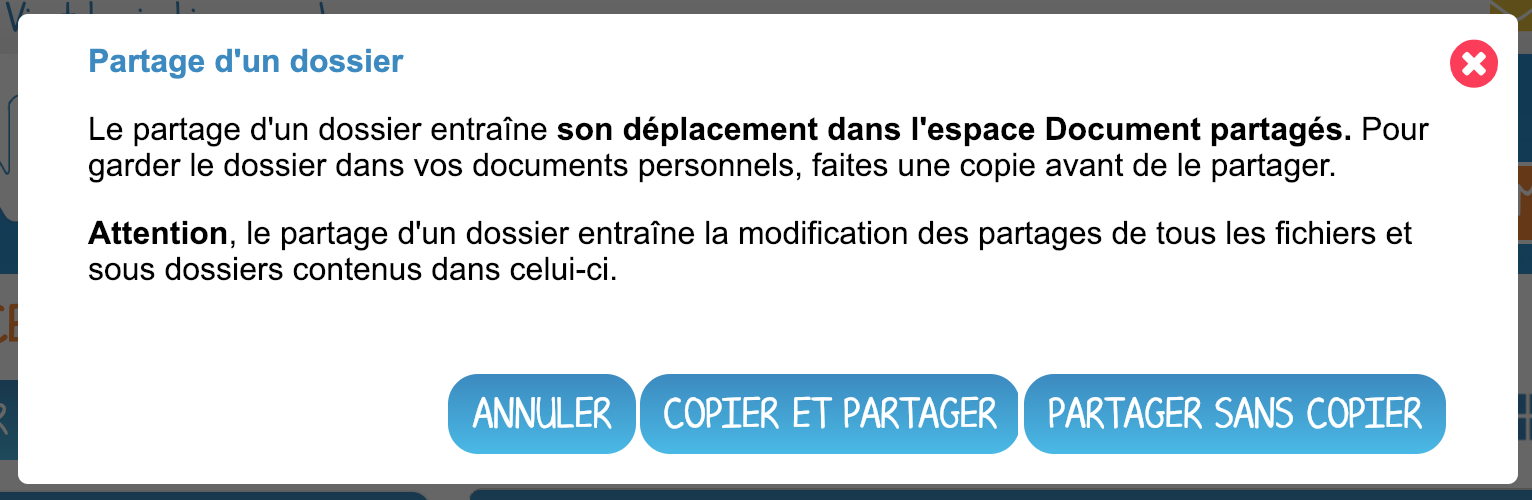 Partage d'un dossier
Le partage d'un dossier entraîne son déplacement dans l'espace Document partagés. Pour
garder le dossier dans vos documents personnels, faites une copie avant de le partager.
Attention, le partage d'un dossier entraîne la modification des partages de tous les fichiers et
sous dossiers contenus dans celui-ci.
ANNULER
COPIER ET PARTAGER
PARTAGER SANS COPIER